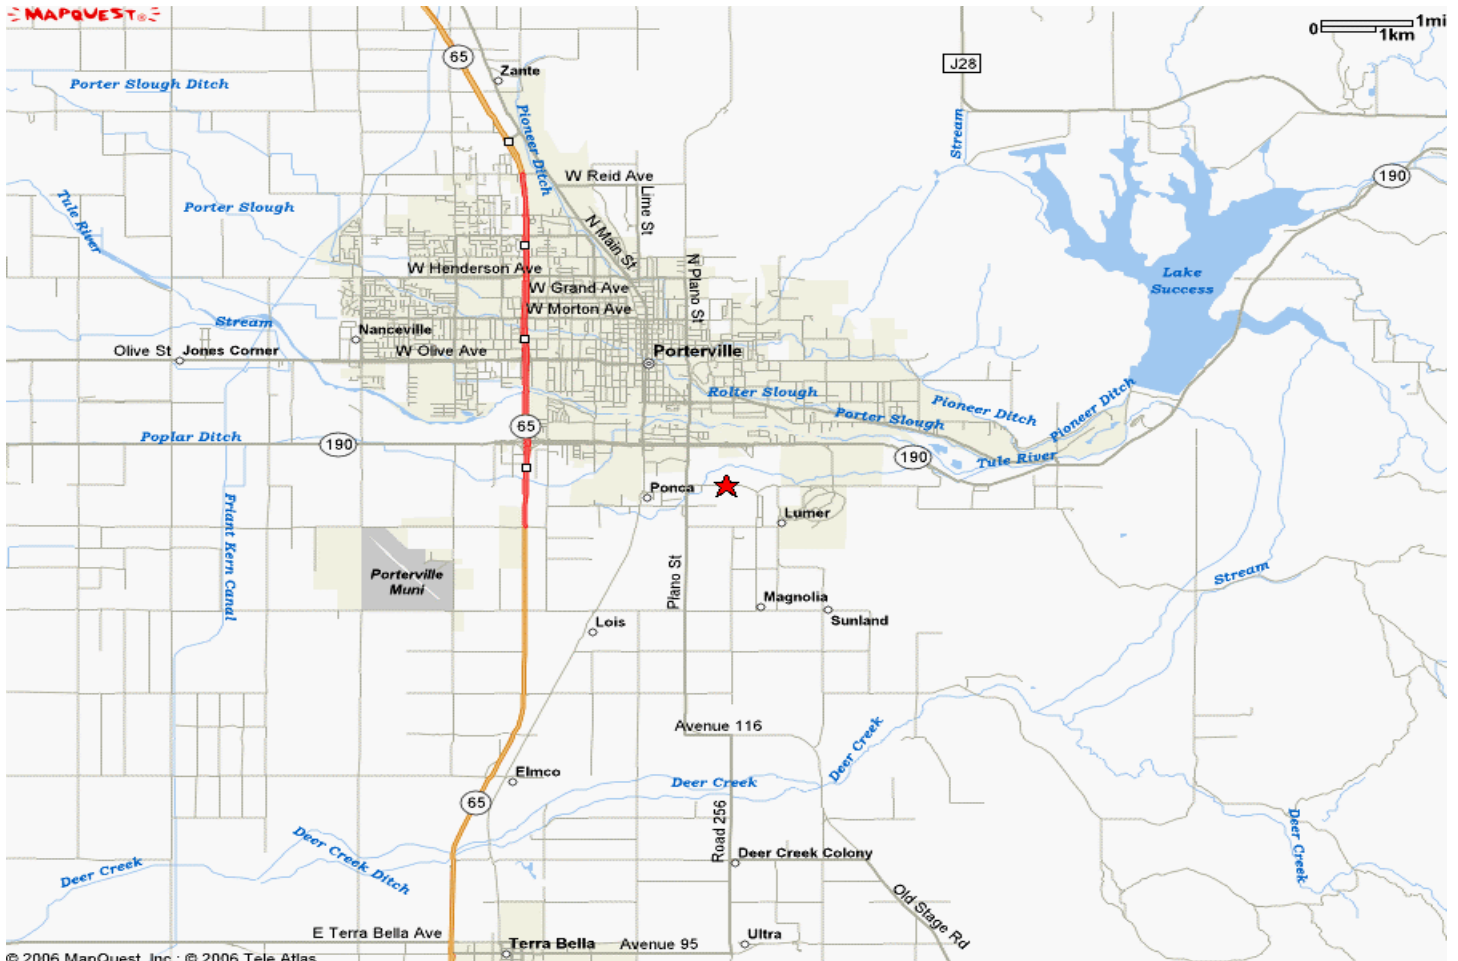 MAPQUEST®
0 1mi
1km
65
J28
Zante
Porter Slough Ditch
Pioneer Ditch
Stream
W Reid Ave
190
Lime St
Tule River
Porter Slough
N Main St
N Plano St
W Henderson Ave
Lake
Success
W Grand Ave
W Morton Ave
Stream
Nanceville
Olive St
Jones Corner
W Olive Ave
Porterville
Rolter Slough
Pioneer Ditch
Pioneer Ditch
Porter Slough
65
Poplar Ditch
190
190
Tule River
Ponca
Lumer
Friant Kern Canal
Porterville
Muni
Plano St
Stream
Magnolia
Lois
Sunland
Avenue 116
Deer Creek
Elmco
Deer Creek
65
Road 256
Deer Creek
Deer Creek Ditch
Deer Creek Colony
Deer Creek
Old Stage Rd
E Terra Bella Ave
Terra Bella
Avenue 95
Ultra
© 2006 MapQuest, Inc.; © 2006 Tele Atlas